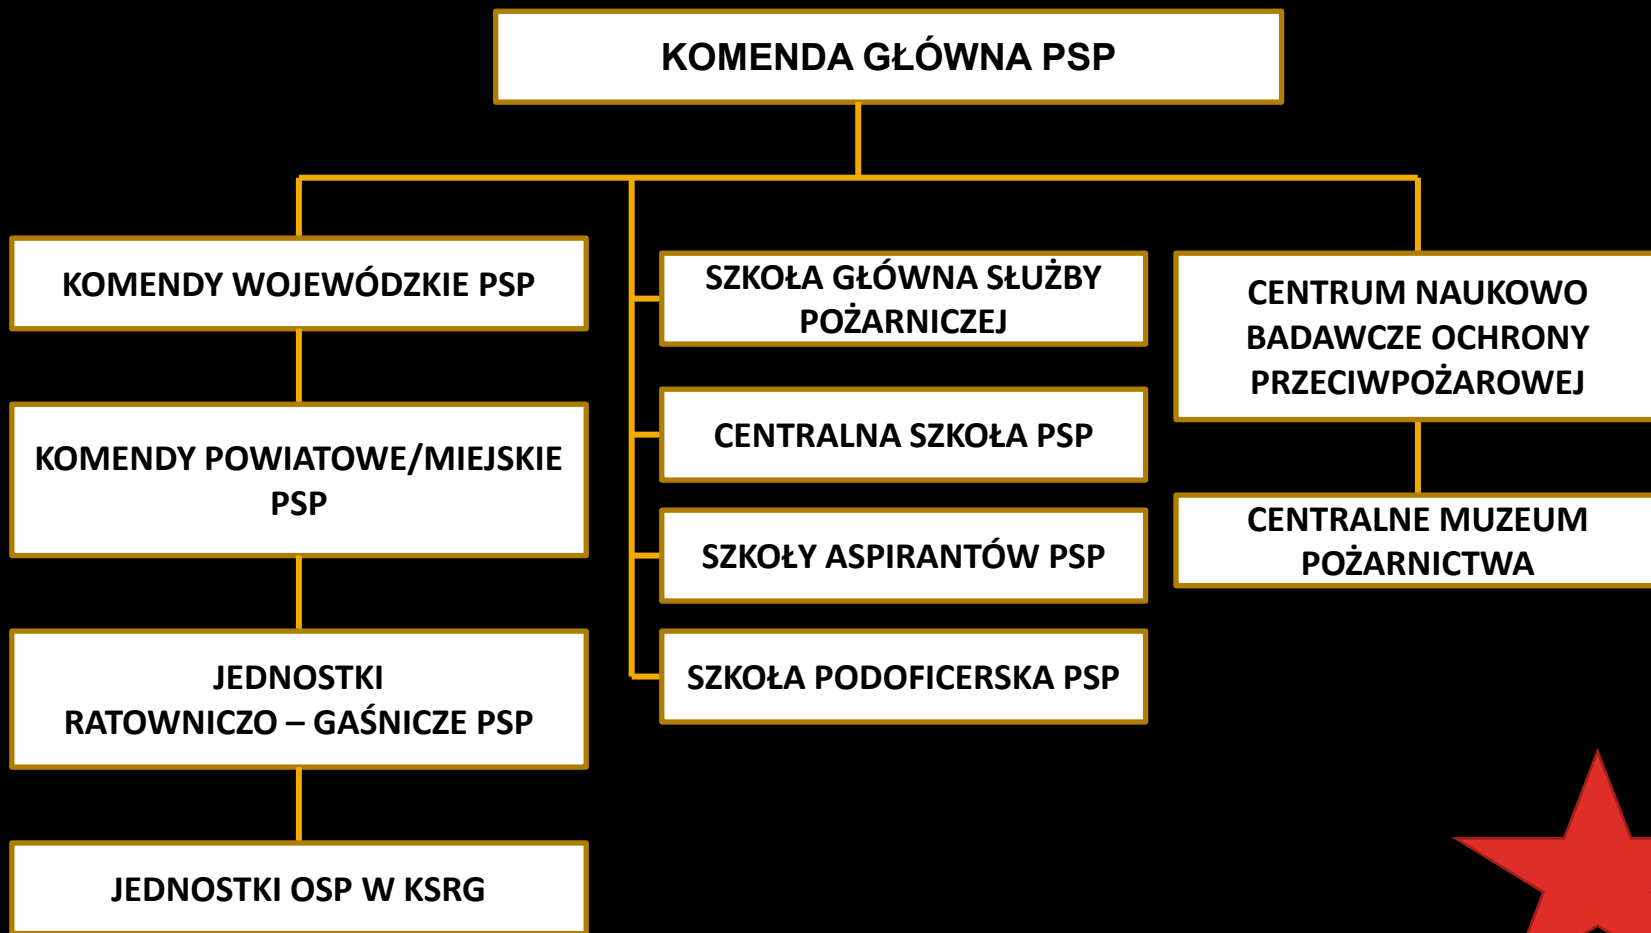 KOMENDA GŁÓWNA PSP
KOMENDY WOJEWÓDZKIE PSP
KOMENDY POWIATOWE/MIEJSKIE
PSP
JEDNOSTKI
RATOWNICZO – GAŚNICZE PSP
JEDNOSTKI OSP W KSRG
SZKOŁA GŁÓWNA SŁUŻBY
POŻARNICZEJ
CENTRALNA SZKOŁA PSP
SZKOŁY ASPIRANTÓW PSP
SZKOŁA PODOFICERSKA PSP
CENTRUM NAUKOWO
BADAWCZE OCHRONY
PRZECIWPOŻAROWEJ
CENTRALNE MUZEUM
POŻARNICTWA